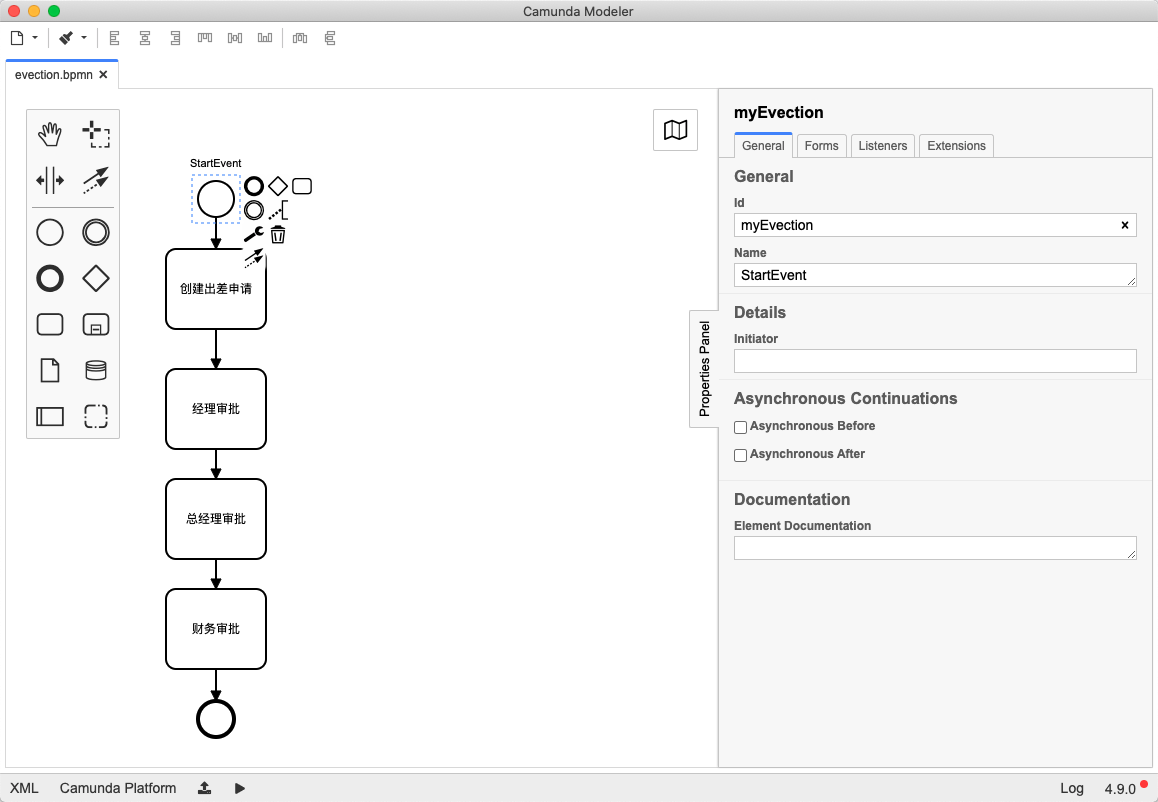 Camunda Modeler
evection.bpmn ×
StartEvent
创建出差申请
经理审批
总经理审批
财务审批
Properties Panel
myEvection
General Forms Listeners Extensions
General
Id
myEvection ×
Name
StartEvent
Details
Initiator
Asynchronous Continuations
Asynchronous Before
Asynchronous After
Documentation
Element Documentation
XML Camunda Platform Log 4.9.0